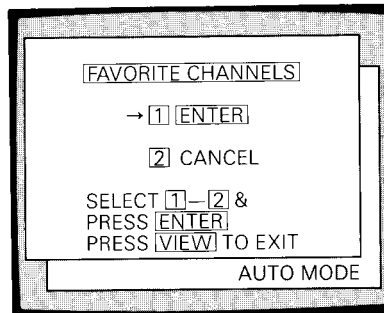 FAVORITE CHANNELS
→ 1 ENTER
2 CANCEL
SELECT 1—2 &
PRESS ENTER
PRESS VIEW TO EXIT
AUTO MODE